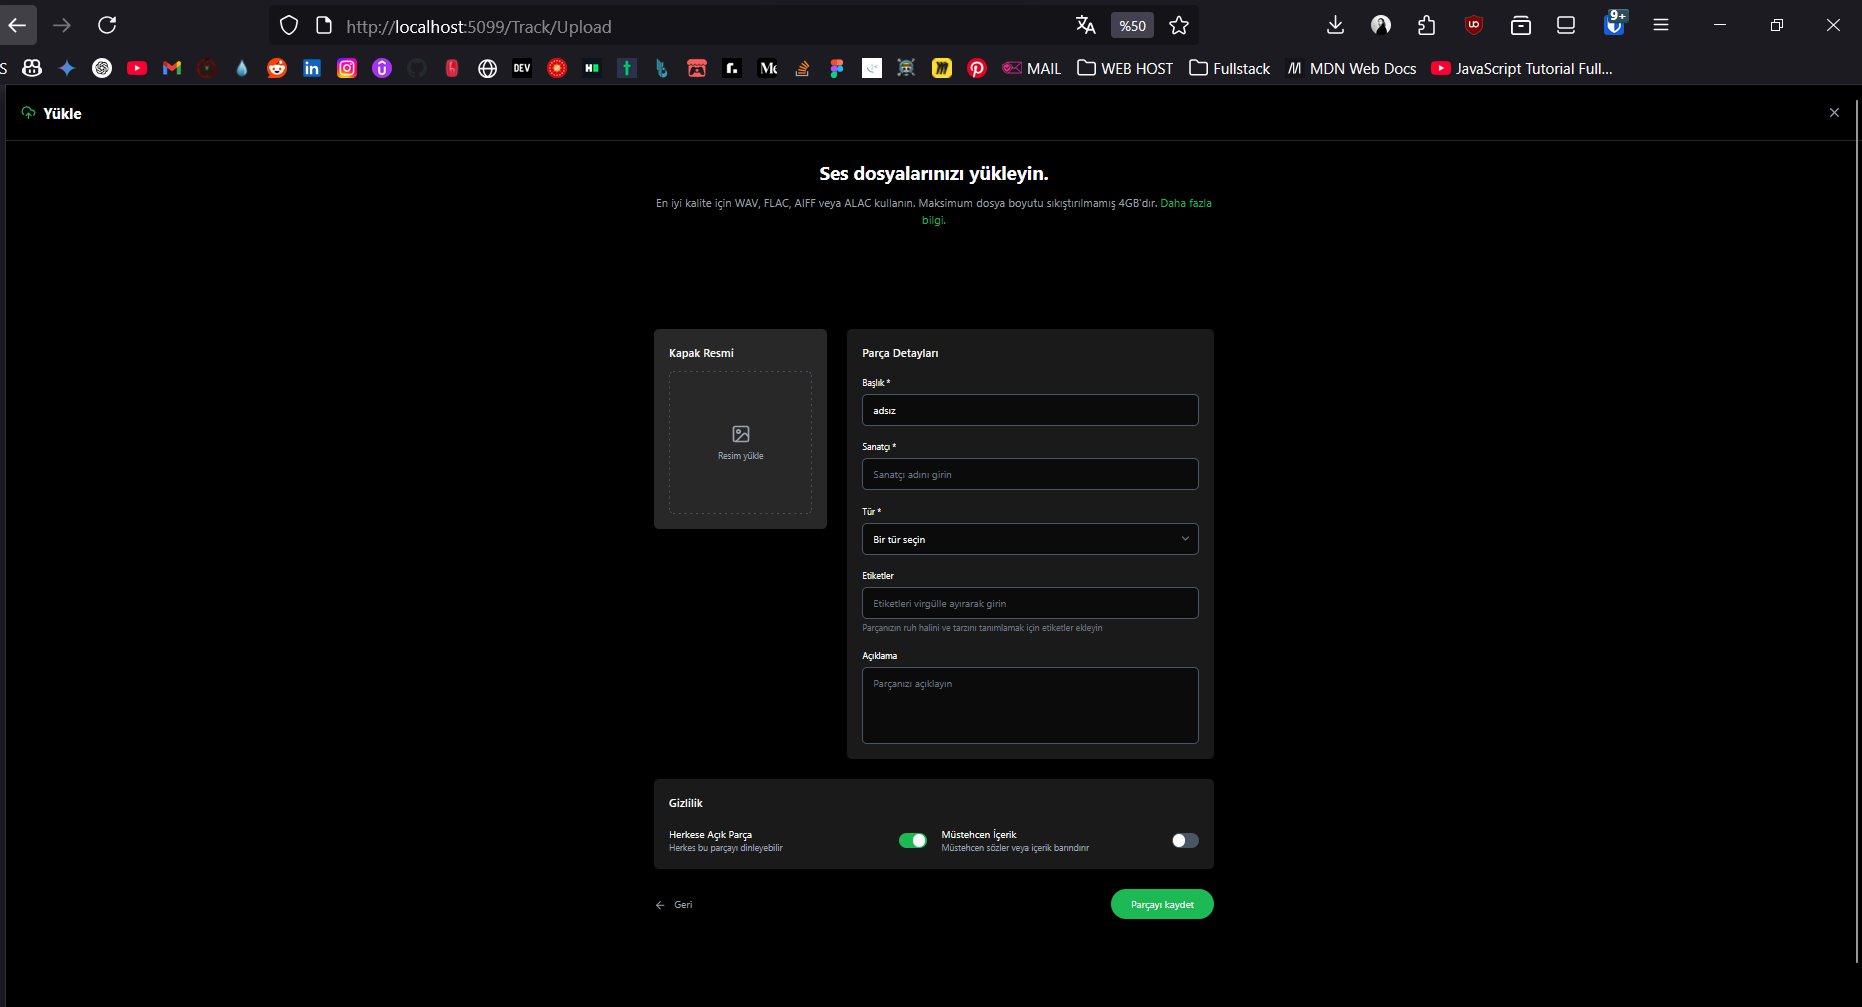 http://localhost:5099/Track/Upload
%50
9+
S
DEV
MAIL
WEB HOST
Fullstack
MDN Web Docs
JavaScript Tutorial Full...
Yükle
Ses dosyalarınızı yükleyin.
En iyi kalite için WAV, FLAC, AIFF veya ALAC kullanın. Maksimum dosya boyutu sıkıştırılmamış 4GB'dır. Daha fazla
bilgi.
Kapak Resmi
Resim yükle
Parça Detayları
Başlık *
adsız
Sanatçı *
Sanatçı adını girin
Tür *
Bir tür seçin
Etiketler
Etiketleri virgülle ayırarak girin
Parçanızın ruh halini ve tarzını tanımlamak için etiketler ekleyin
Açıklama
Parçanızı açıklayın
Gizlilik
Herkese Açık Parça
Herkes bu parçayı dinleyebilir
Müstehcen İçerik
Müstehcen sözler veya içerik barındırır
Geri
Parçayı kaydet